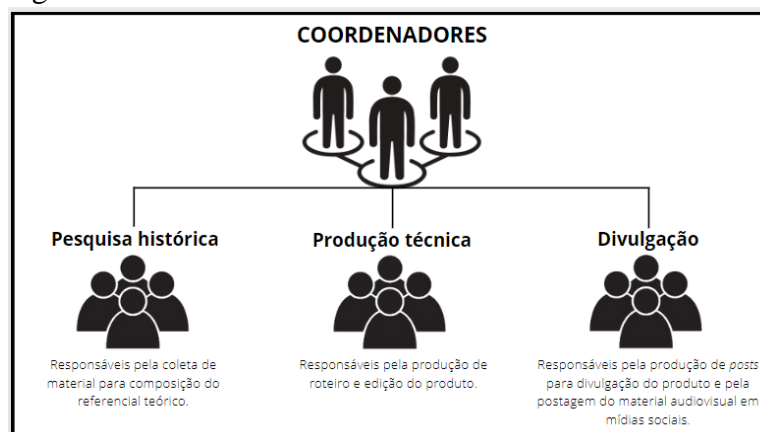 COORDENADORES
Pesquisa histórica
Produção técnica
Divulgação
Responsáveis pela coleta de
material para composição do
referencial teórico.
Responsáveis pela produção de
roteiro e edição do produto.
Responsáveis pela produção de posts
para divulgação do produto e pela
postagem do material audiovisual em
mídias sociais.